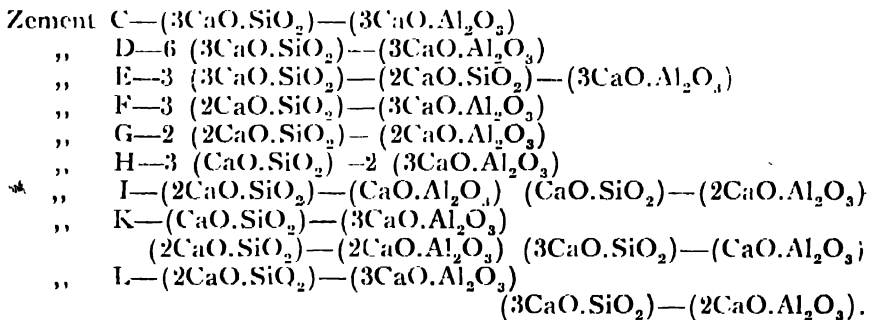 Zement C—(3CaO.SiO₂)—(3CaO.Al₂O₃)
,, D—6 (3CaO.SiO₂)—(3CaO.Al₂O₃)
,, E—3 (3CaO.SiO₂)—(2CaO.SiO₂)—(3CaO.Al₂O₃)
,, F—3 (2CaO.SiO₂)—(3CaO.Al₂O₃)
,, G—2 (2CaO.SiO₂)—(2CaO.Al₂O₃)
,, H—3 (CaO.SiO₂)—2 (3CaO.Al₂O₃)
,, I—(2CaO.SiO₂)—(CaO.Al₂O₃) (CaO.SiO₂)—(2CaO.Al₂O₃)
,, K—(CaO.SiO₂)—(3CaO.Al₂O₃)
(2CaO.SiO₂)—(2CaO.Al₂O₃) (3CaO.SiO₂)—(CaO.Al₂O₃)
,, L—(2CaO.SiO₂)—(3CaO.Al₂O₃)
(3CaO.SiO₂)—(2CaO.Al₂O₃).